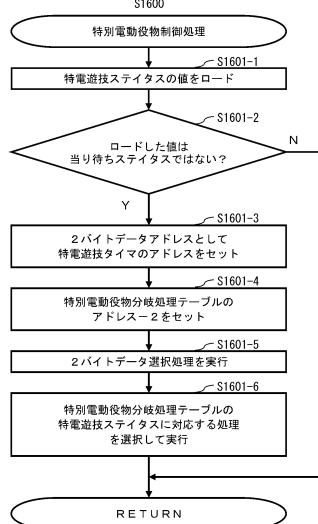 S1600
特別電動役物制御処理
S1601-1
特電遊技ステイタスの値をロード
S1601-2
ロードした値は
当り待ちステイタスではない？
N
Y
S1601-3
２バイトデータアドレスとして
特電遊技タイマのアドレスをセット
S1601-4
特別電動役物分岐処理テーブルの
アドレス－２をセット
S1601-5
２バイトデータ選択処理を実行
S1601-6
特別電動役物分岐処理テーブルの
特電遊技ステイタスに対応する処理
を選択して実行
ＲＥＴＵＲＮ